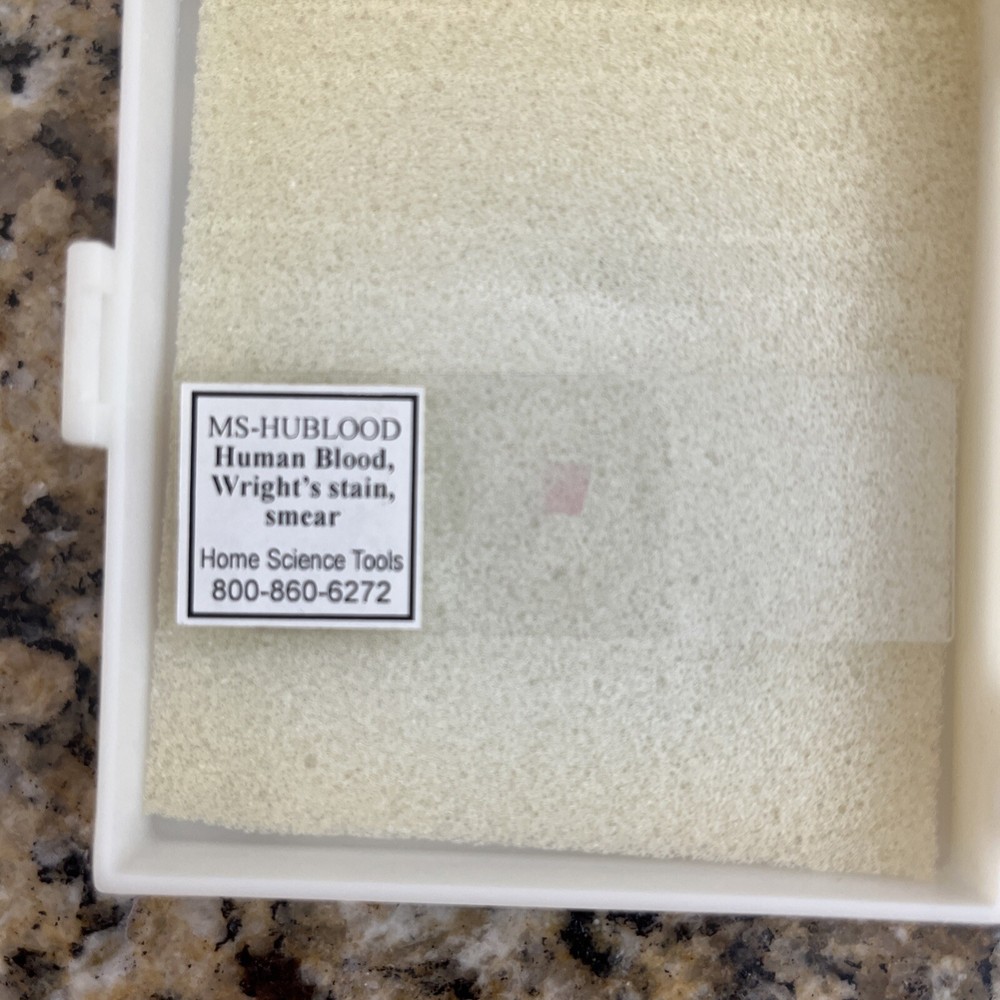 MS-HUBLOOD
Human Blood,
Wright's stain,
smear
Home Science Tools
800-860-6272